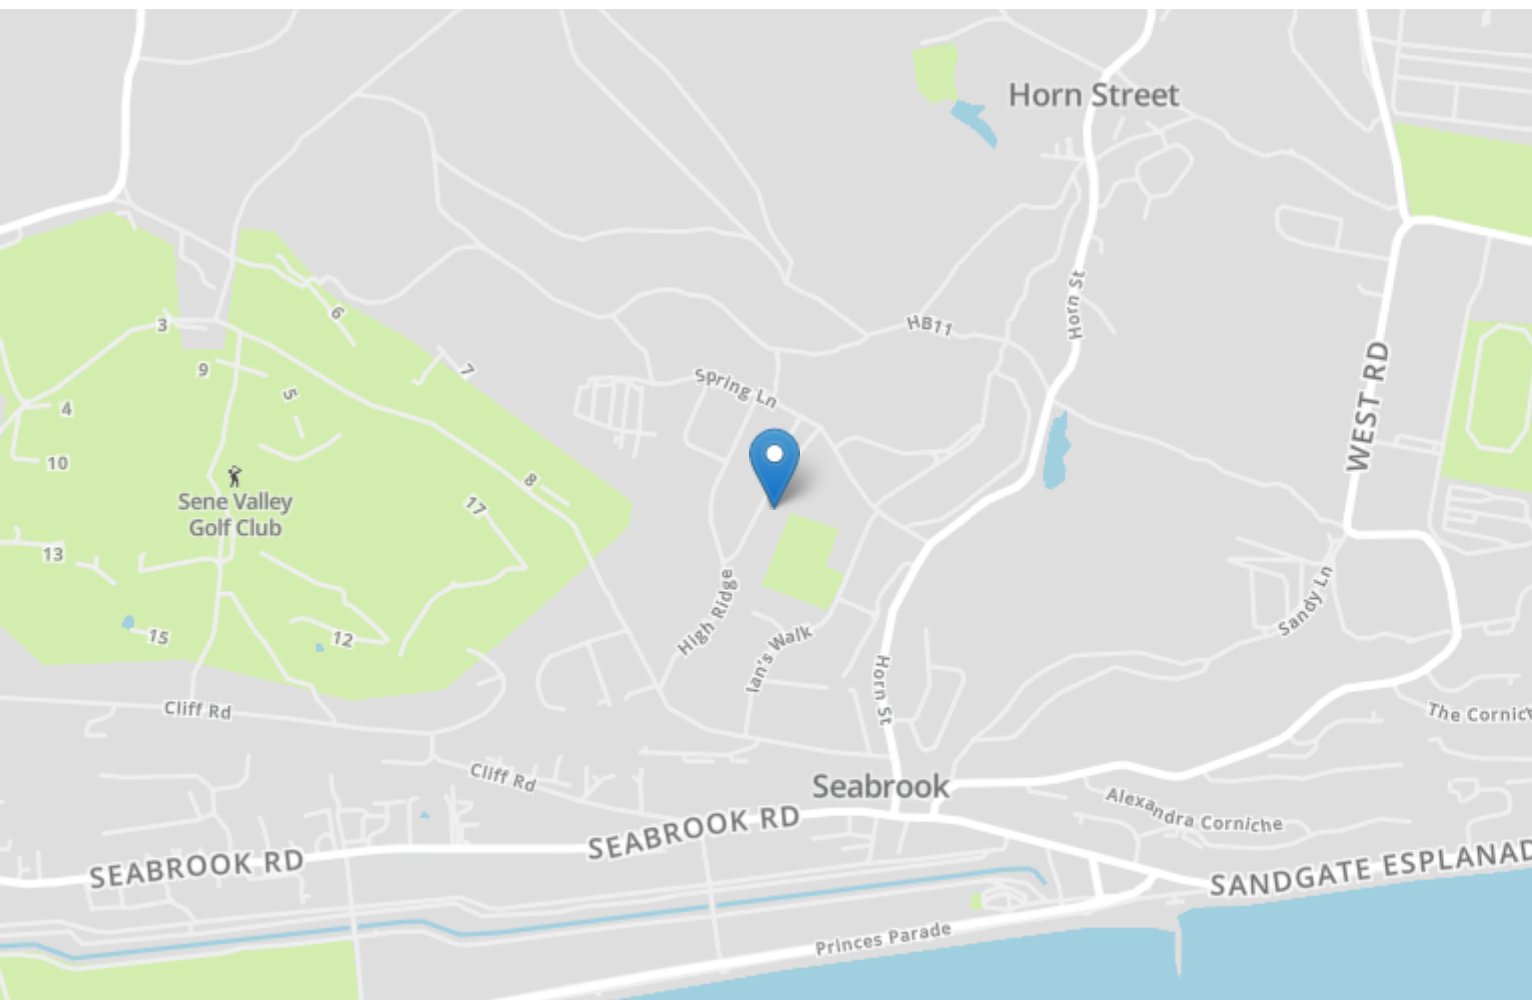 Horn Street
Horn St
HB11
6
3
9
7
Spring Ln
5
4
WEST RD
10
8
Sene Valley
Golf Club
17
13
High Ridge
Sandy Ln
15
12
Ian's Walk
Horn St
Cliff Rd
The Cornich
Cliff Rd
Seabrook
Alexandra Corniche
SEABROOK RD
SEABROOK RD
SANDGATE ESPLANAD
Princes Parade